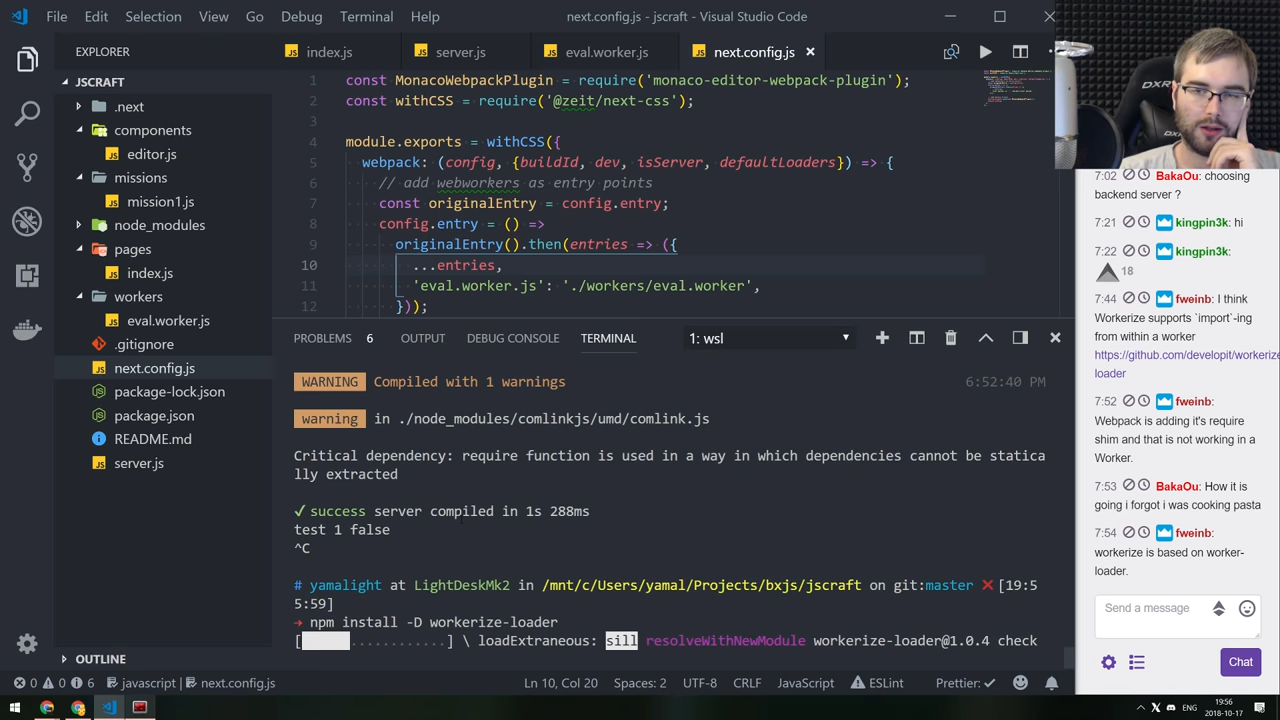 File Edit Selection View Go Debug Terminal Help
next.config.js - jscraft - Visual Studio Code
EXPLORER
JSCRAFT
.next
components
editor.js
missions
mission1.js
node_modules
pages
index.js
workers
eval.worker.js
.gitignore
next.config.js
package-lock.json
package.json
README.md
server.js
OUTLINE
index.js
server.js
eval.worker.js
next.config.js
const MonacoWebpackPlugin = require('monaco-editor-webpack-plugin');
2 const withCSS = require('@zeit/next-css');
3
4 module.exports = withCSS({
5 webpack: (config, {buildId, dev, isServer, defaultLoaders}) => {
6 // add webworkers as entry points
7 const originalEntry = config.entry;
8 config.entry = () =>
9 originalEntry().then(entries => ({
10 ...entries,
11 'eval.worker.js': './workers/eval.worker',
12 }));
PROBLEMS 6 OUTPUT DEBUG CONSOLE TERMINAL 1: wsl
WARNING Compiled with 1 warnings 6:52:40 PM
warning in ./node_modules/comlinkjs/umd/comlink.js
Critical dependency: require function is used in a way in which dependencies cannot be statica
lly extracted
✓ success server compiled in 1s 288ms
test 1 false
^C
# yamalight at LightDeskMk2 in /mnt/c/Users/yamal/Projects/bxjs/jscraft on git:master ✗ [19:5
5:59]
→ npm install -D workerize-loader
[ ............] \ loadExtraneous: sill resolveWithNewModule workerize-loader@1.0.4 check
0 0 6 javascript next.config.js
Ln 10, Col 20 Spaces: 2 UTF-8 CRLF JavaScript ESLint Prettier: ✓
DXR
7:02 BakaOu: choosing
backend server ?
7:21 kingpin3k: hi
7:22 kingpin3k:
18
7:44 fweinb: I think
Workerize supports `import`-ing
from within a worker
https://github.com/developit/workerize-
loader
7:52 fweinb:
Webpack is adding it's require
shim and that is not working in a
Worker.
7:53 BakaOu: How it is
going i forgot i was cooking pasta
7:54 fweinb:
workerize is based on worker-
loader.
Send a message
Chat
ENG
19:56
2018-10-17